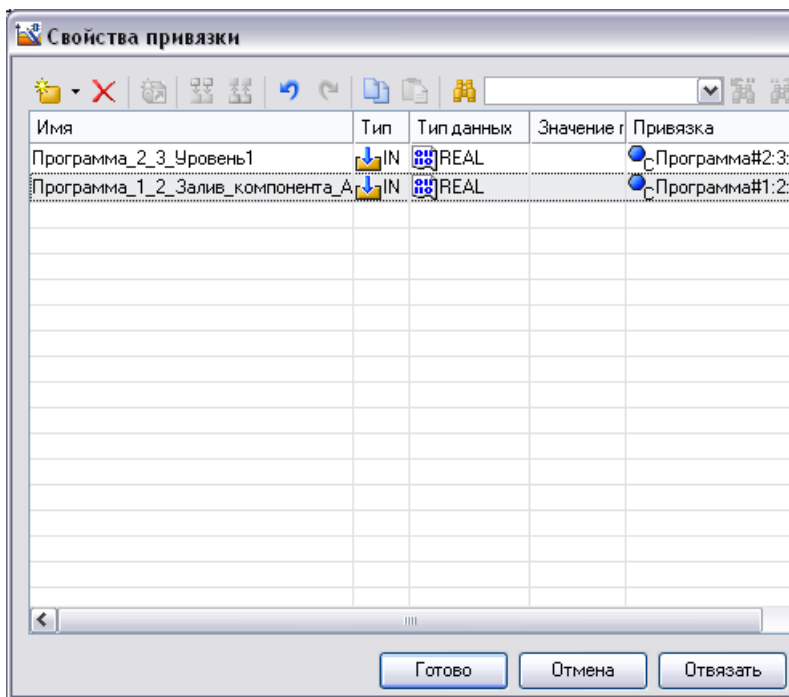 Свойства привязки
Имя Тип Тип данных Значение г Привязка
Программа_2_3_Уровень1 IN REAL Программа#2:3:
Программа_1_2_Залив_компонента_А IN REAL Программа#1:2:
Готово Отмена Отвязать